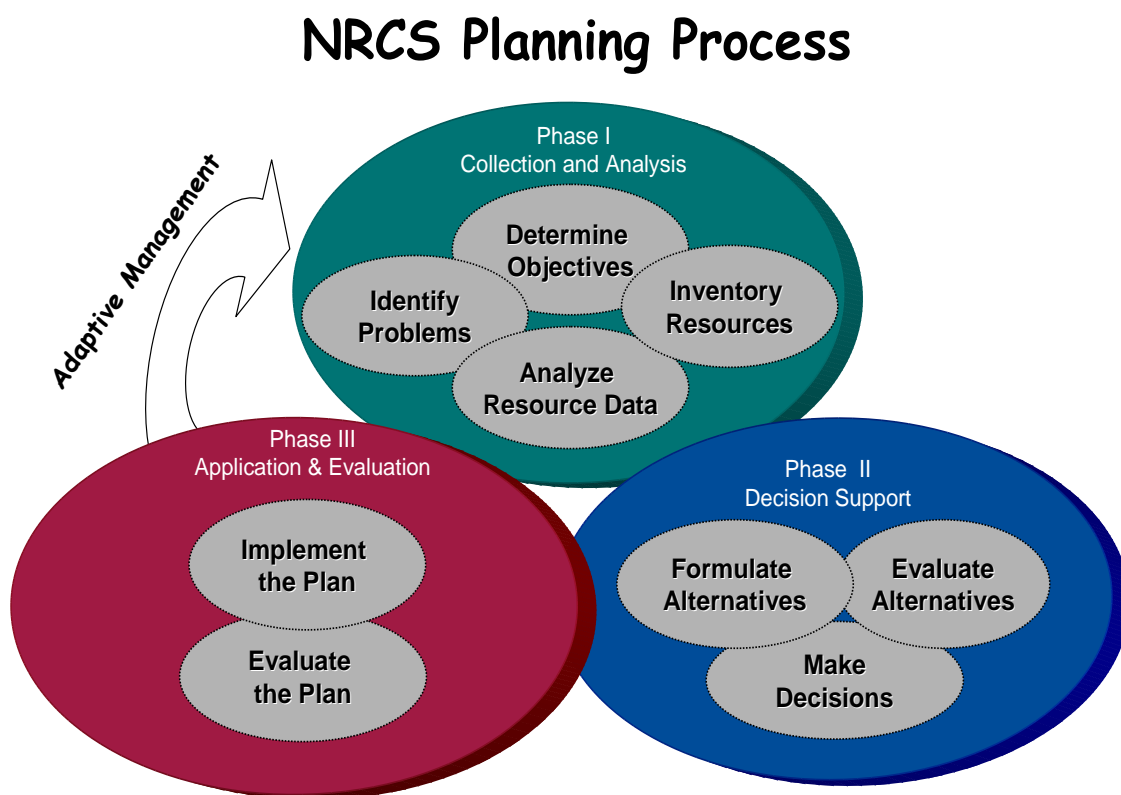 NRCS Planning Process
Adaptive Management
Phase I
Collection and Analysis
Determine
Objectives
Identify
Problems
Inventory
Resources
Analyze
Resource Data
Phase III
Application & Evaluation
Implement
the Plan
Evaluate
the Plan
Phase II
Decision Support
Formulate
Alternatives
Evaluate
Alternatives
Make
Decisions